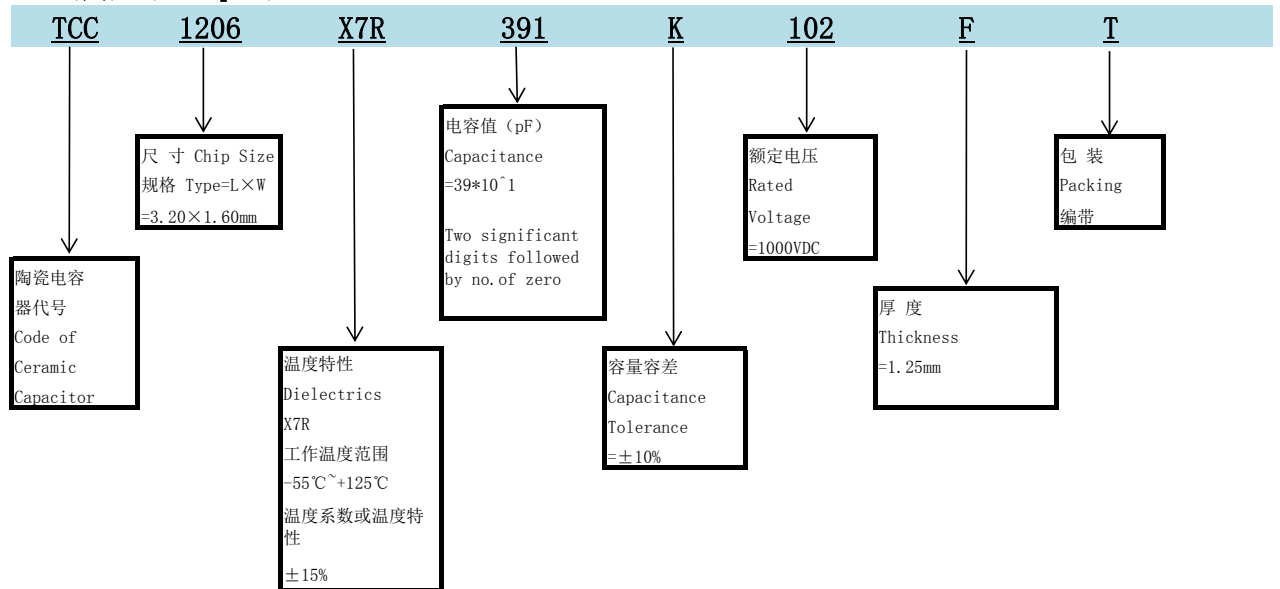 TCC 1206 X7R 391 K 102 F T
陶瓷电容
器代号
Code of
Ceramic
Capacitor
尺 寸 Chip Size
规格 Type=L×W
=3.20×1.60mm
温度特性
Dielectrics
X7R
工作温度范围
-55℃~+125℃
温度系数或温度特
性
±15%
电容值（pF）
Capacitance
=39*10^1
Two significant
digits followed
by no.of zero
容量容差
Capacitance
Tolerance
=±10%
额定电压
Rated
Voltage
=1000VDC
厚 度
Thickness
=1.25mm
包 装
Packing
编带